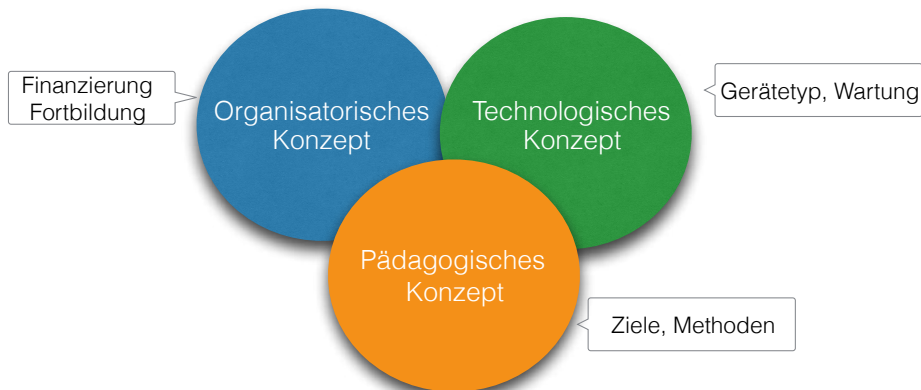 Finanzierung
Fortbildung
Organisatorisches
Konzept
Technologisches
Konzept
Gerätetyp, Wartung
Pädagogisches
Konzept
Ziele, Methoden